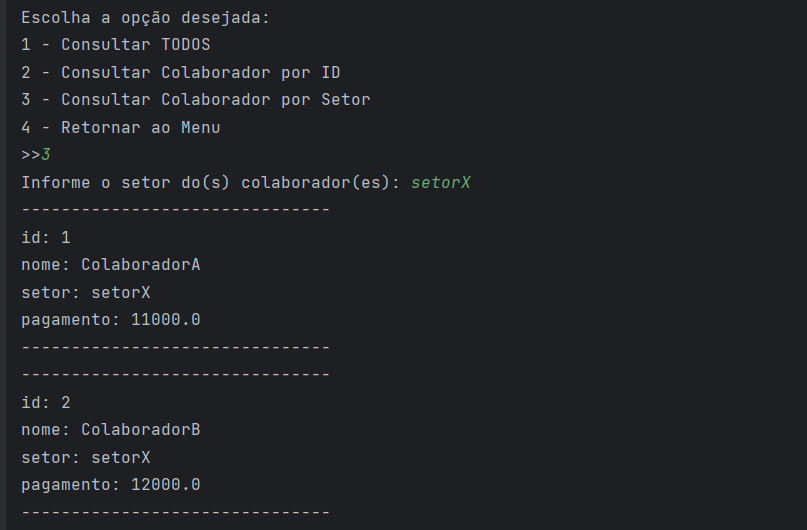 Escolha a opção desejada:
1 - Consultar TODOS
2 - Consultar Colaborador por ID
3 - Consultar Colaborador por Setor
4 - Retornar ao Menu
>>3
Informe o setor do(s) colaborador(es): setorX
-------------------------------
id: 1
nome: ColaboradorA
setor: setorX
pagamento: 11000.0
-------------------------------
-------------------------------
id: 2
nome: ColaboradorB
setor: setorX
pagamento: 12000.0
-------------------------------